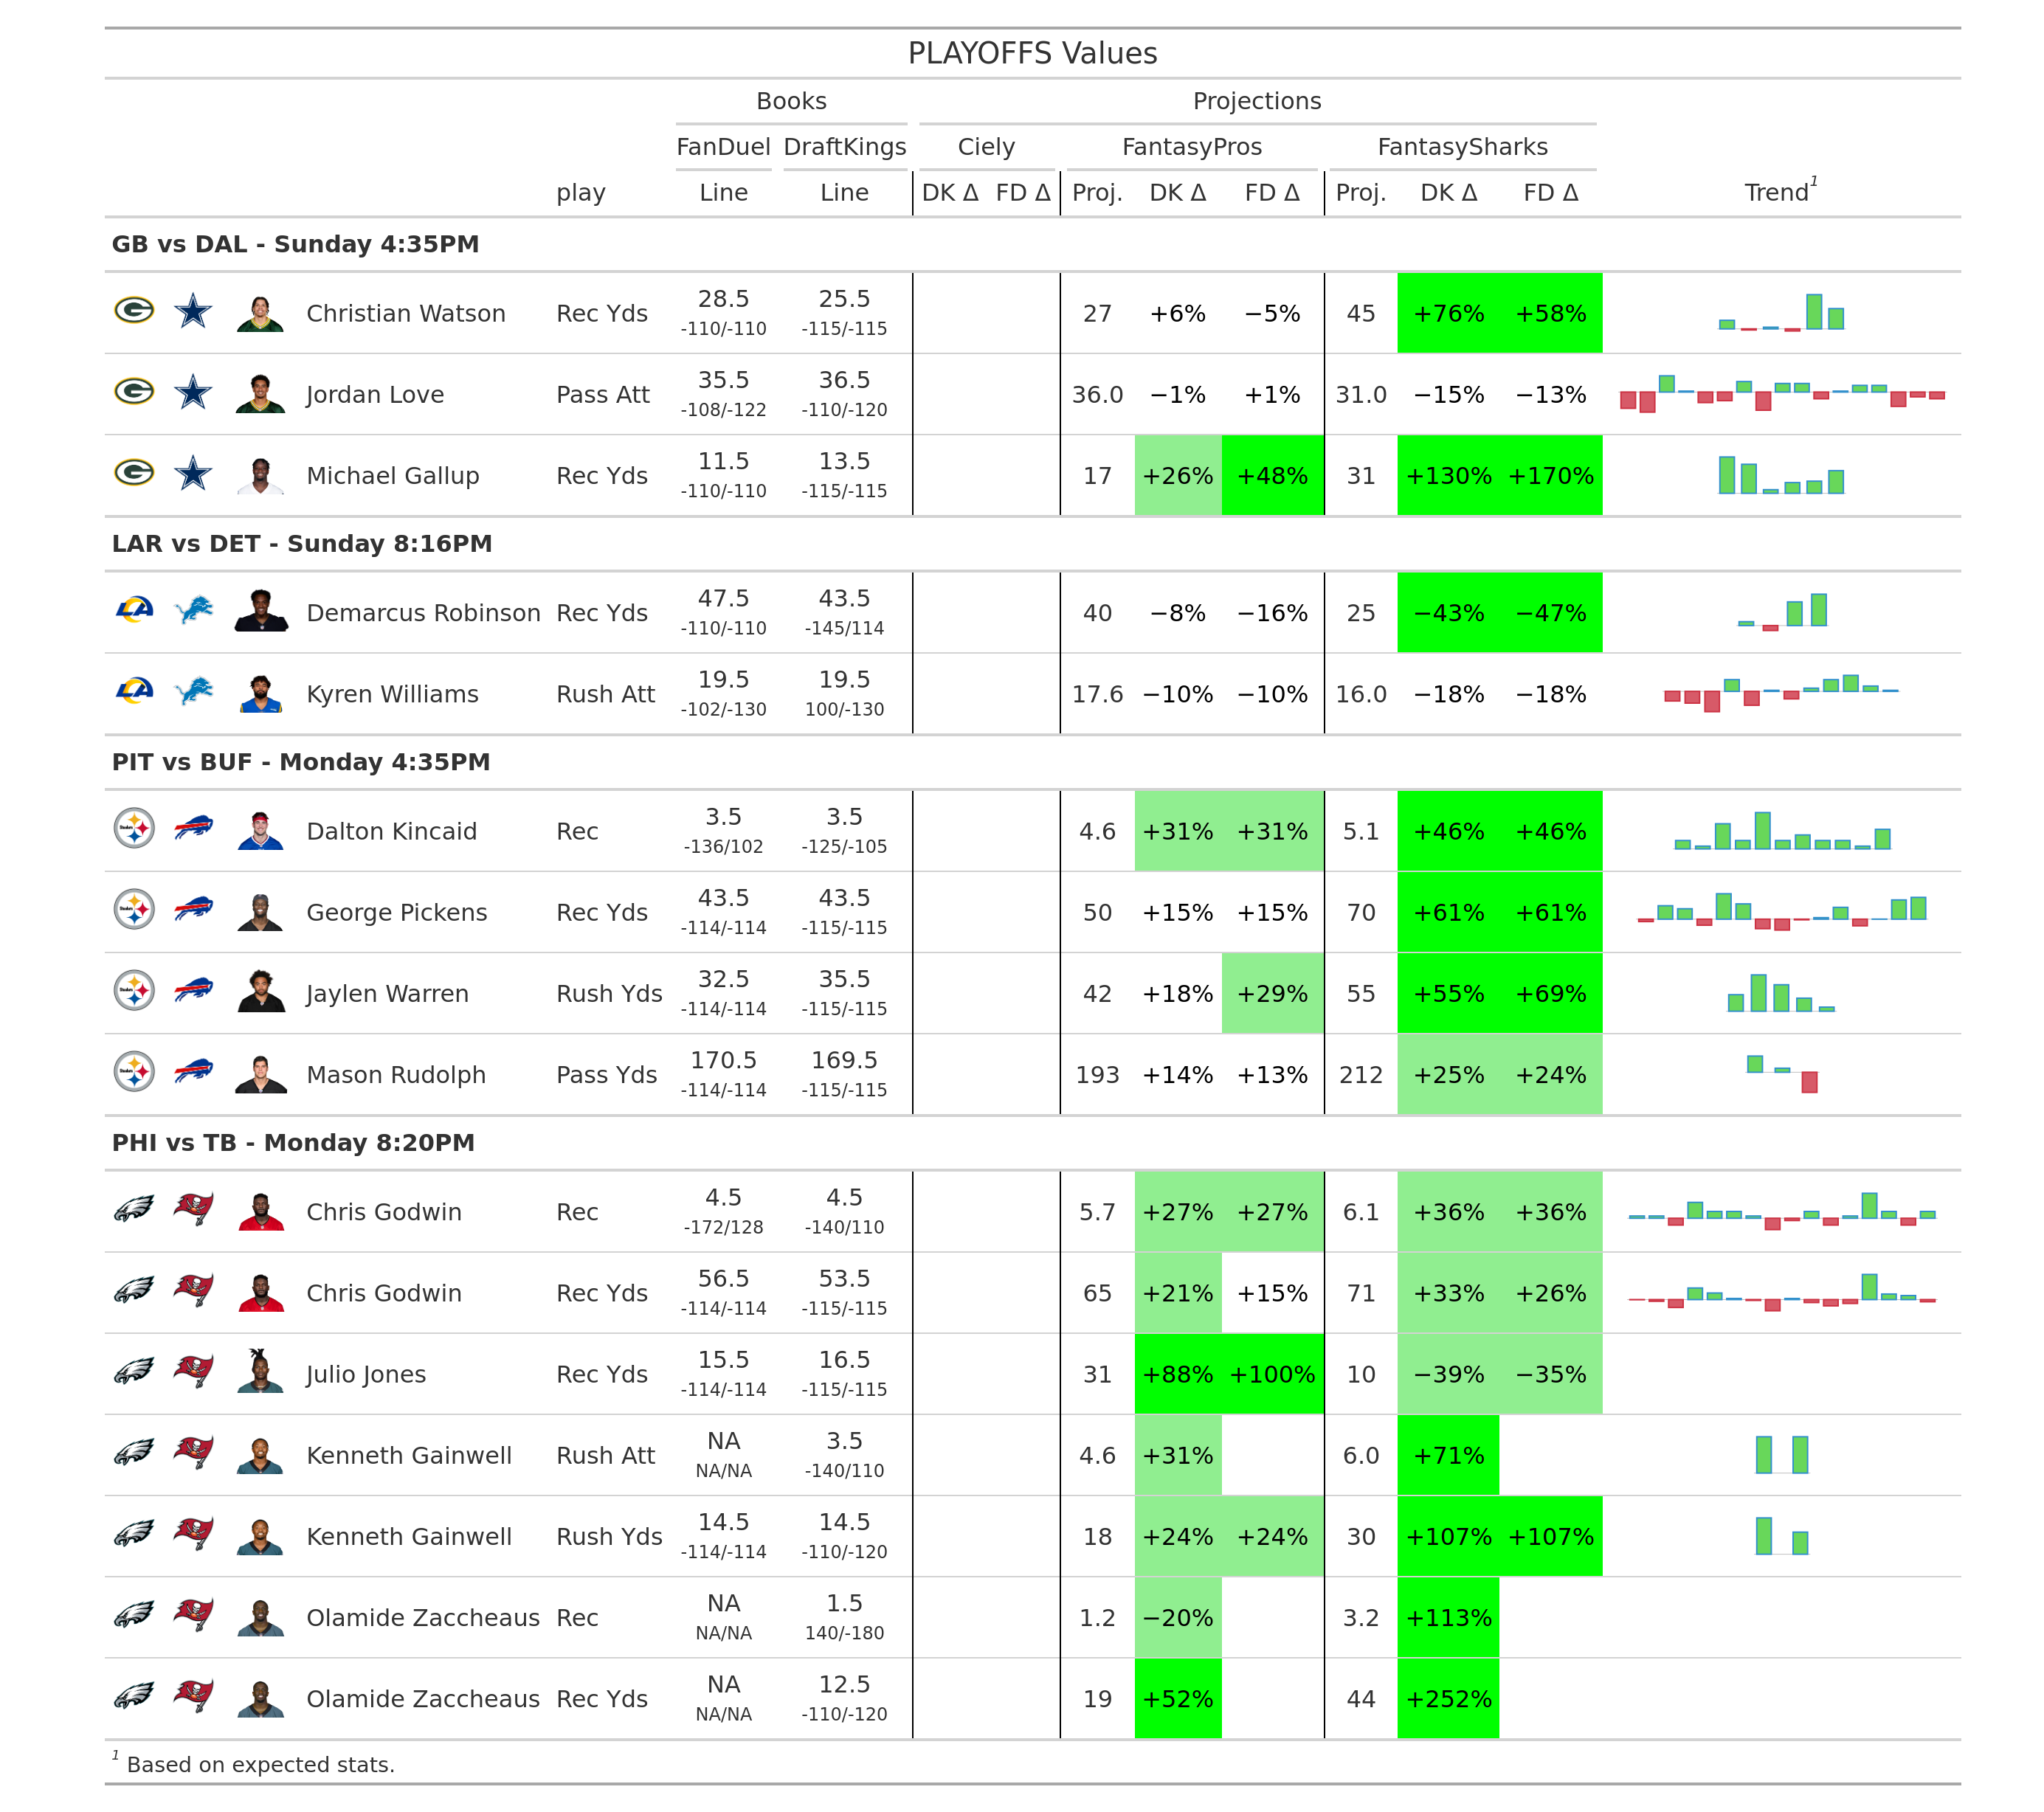 PLAYOFFS Values
Books Projections
FanDuel DraftKings Ciely FantasyPros FantasySharks
play Line Line DK Δ FD Δ Proj. DK Δ FD Δ Proj. DK Δ FD Δ Trend1
GB vs DAL - Sunday 4:35PM
Christian Watson Rec Yds 28.5 25.5 27 +6% −5% 45 +76% +58%
-110/-110 -115/-115
Jordan Love Pass Att 35.5 36.5 36.0 −1% +1% 31.0 −15% −13%
-108/-122 -110/-120
Michael Gallup Rec Yds 11.5 13.5 17 +26% +48% 31 +130% +170%
-110/-110 -115/-115
LAR vs DET - Sunday 8:16PM
Demarcus Robinson Rec Yds 47.5 43.5 40 −8% −16% 25 −43% −47%
-110/-110 -145/114
Kyren Williams Rush Att 19.5 19.5 17.6 −10% −10% 16.0 −18% −18%
-102/-130 100/-130
PIT vs BUF - Monday 4:35PM
Dalton Kincaid Rec 3.5 3.5 4.6 +31% +31% 5.1 +46% +46%
-136/102 -125/-105
George Pickens Rec Yds 43.5 43.5 50 +15% +15% 70 +61% +61%
-114/-114 -115/-115
Jaylen Warren Rush Yds 32.5 35.5 42 +18% +29% 55 +55% +69%
-114/-114 -115/-115
Mason Rudolph Pass Yds 170.5 169.5 193 +14% +13% 212 +25% +24%
-114/-114 -115/-115
PHI vs TB - Monday 8:20PM
Chris Godwin Rec 4.5 4.5 5.7 +27% +27% 6.1 +36% +36%
-172/128 -140/110
Chris Godwin Rec Yds 56.5 53.5 65 +21% +15% 71 +33% +26%
-114/-114 -115/-115
Julio Jones Rec Yds 15.5 16.5 31 +88% +100% 10 −39% −35%
-114/-114 -115/-115
Kenneth Gainwell Rush Att NA 3.5 4.6 +31% 6.0 +71%
NA/NA -140/110
Kenneth Gainwell Rush Yds 14.5 14.5 18 +24% +24% 30 +107% +107%
-114/-114 -110/-120
Olamide Zaccheaus Rec NA 1.5 1.2 −20% 3.2 +113%
NA/NA 140/-180
Olamide Zaccheaus Rec Yds NA 12.5 19 +52% 44 +252%
NA/NA -110/-120
1 Based on expected stats.